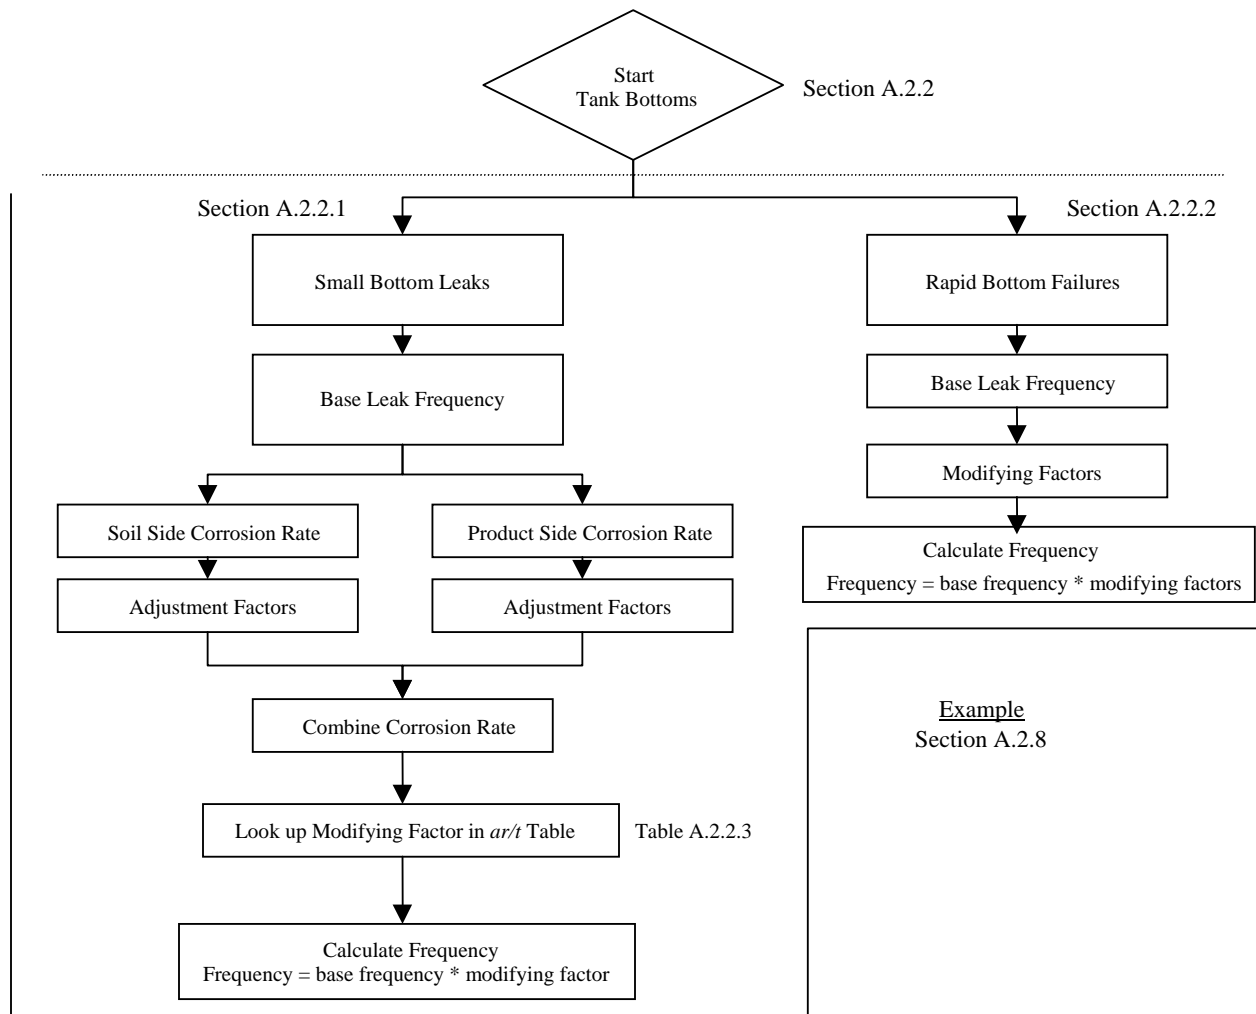 Start
Tank Bottoms
Section A.2.2
Section A.2.2.1
Section A.2.2.2
Small Bottom Leaks
Rapid Bottom Failures
Base Leak Frequency
Base Leak Frequency
Modifying Factors
Soil Side Corrosion Rate
Product Side Corrosion Rate
Calculate Frequency
Frequency = base frequency * modifying factors
Adjustment Factors
Adjustment Factors
Combine Corrosion Rate
Example
Section A.2.8
Look up Modifying Factor in ar/t Table
Table A.2.2.3
Calculate Frequency
Frequency = base frequency * modifying factor